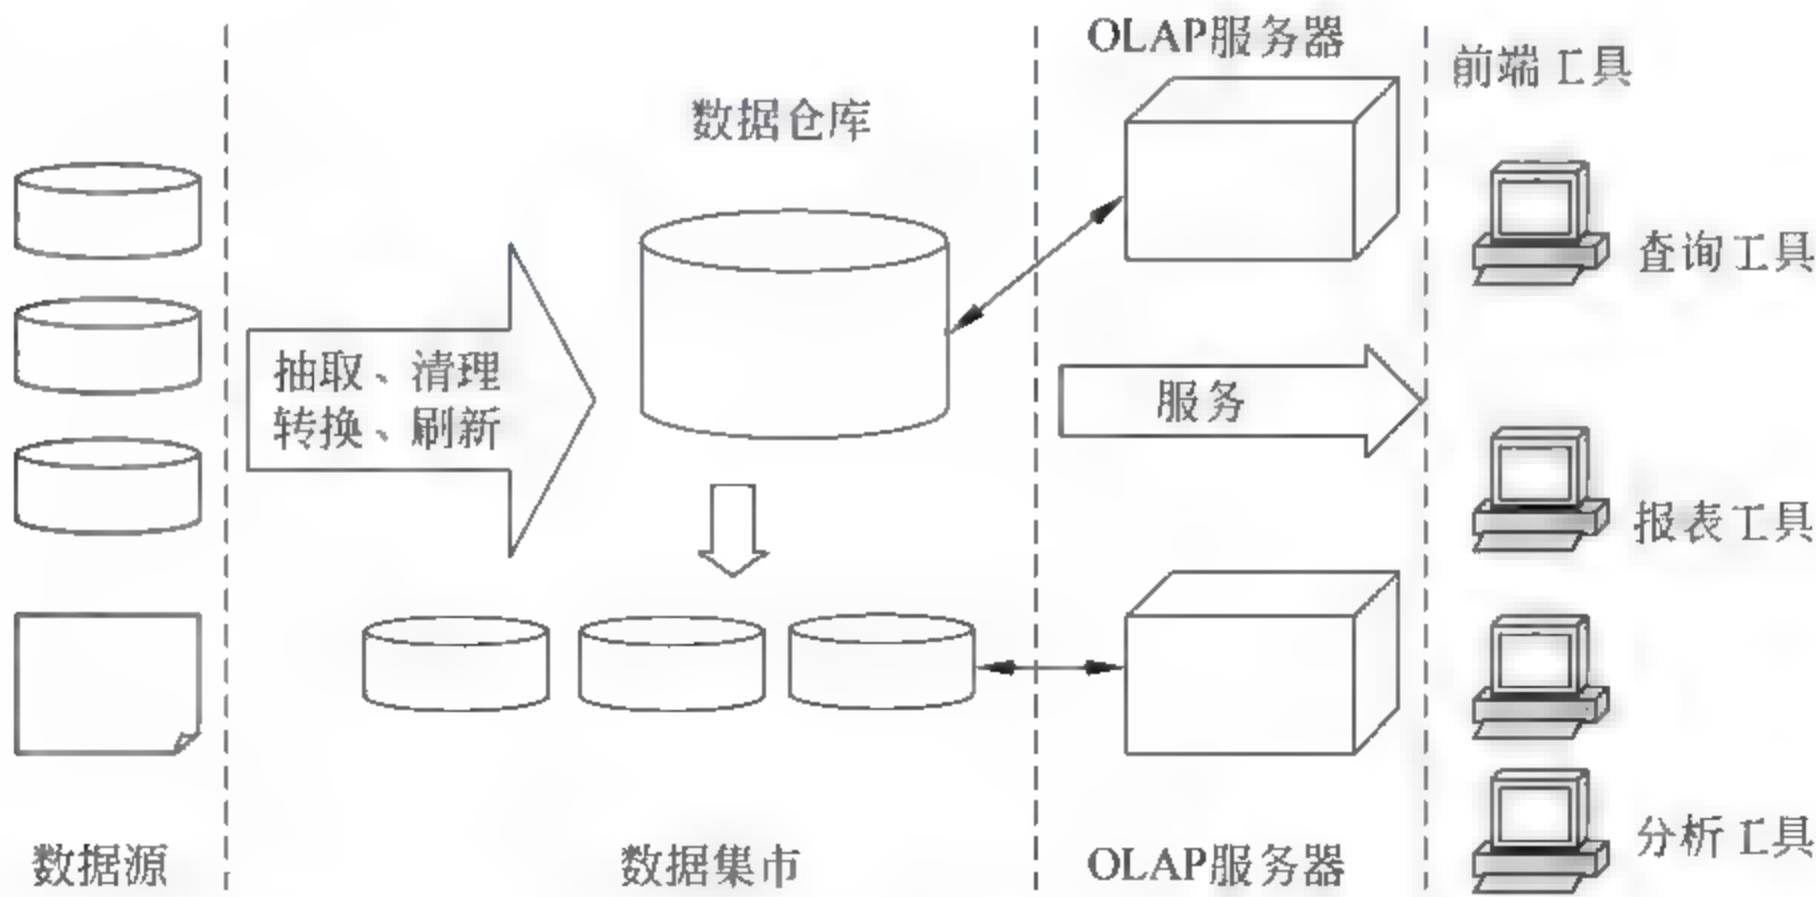 OLAP服务器
前端工具
数据仓库
查询工具
抽取、清理
转换、刷新
服务
报表工具
分析工具
数据源
数据集市
OLAP服务器